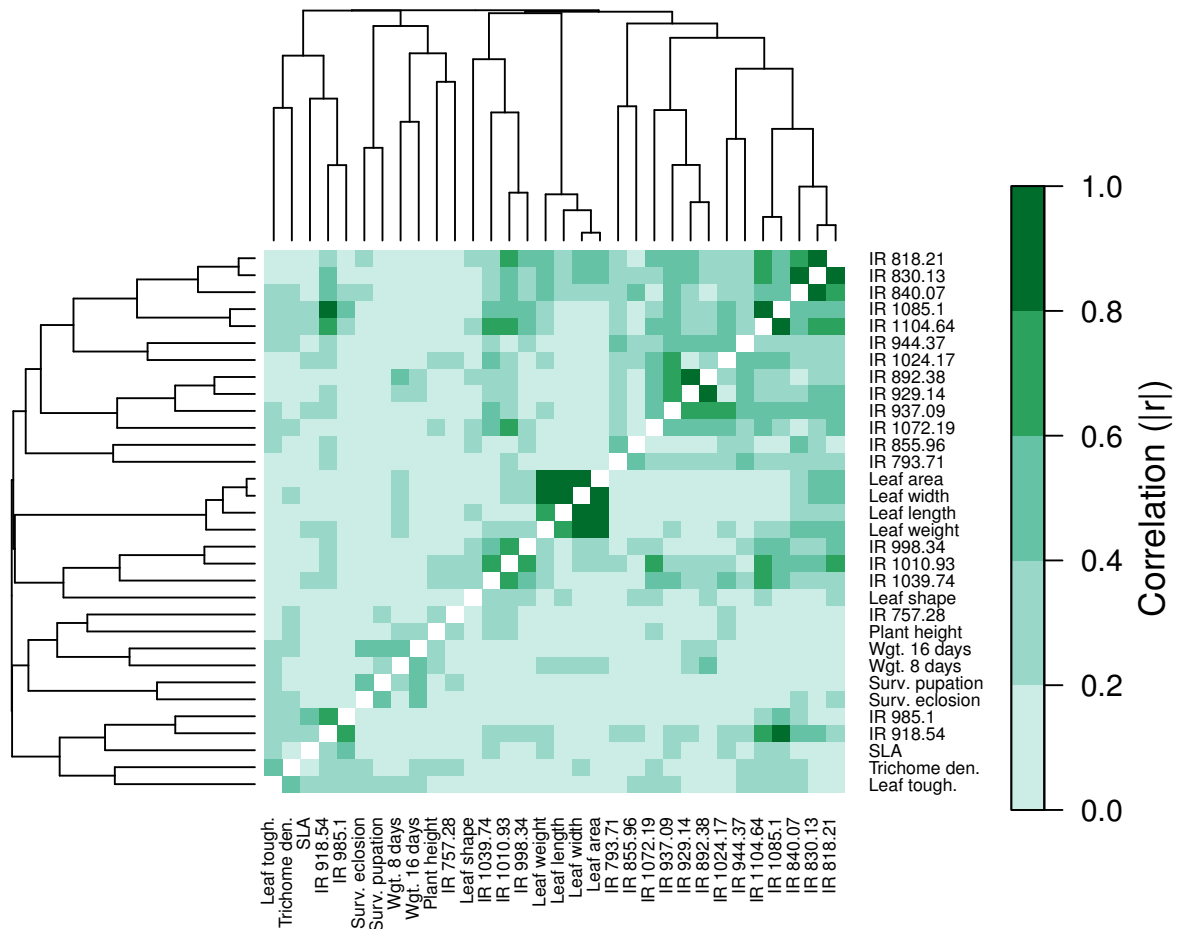 IR 818.21
IR 830.13
IR 840.07
IR 1085.1
IR 1104.64
IR 944.37
IR 1024.17
IR 892.38
IR 929.14
IR 937.09
IR 1072.19
IR 855.96
IR 793.71
Leaf area
Leaf width
Leaf length
Leaf weight
IR 998.34
IR 1010.93
IR 1039.74
Leaf shape
IR 757.28
Plant height
Wgt. 16 days
Wgt. 8 days
Surv. pupation
Surv. eclosion
IR 985.1
IR 918.54
SLA
Trichome den.
Leaf tough.
Leaf tough.
Trichome den.
SLA
IR 918.54
IR 985.1
Surv. eclosion
Surv. pupation
Wgt. 8 days
Wgt. 16 days
Plant height
IR 757.28
Leaf shape
IR 1039.74
IR 1010.93
IR 998.34
Leaf weight
Leaf length
Leaf width
Leaf area
IR 793.71
IR 855.96
IR 1072.19
IR 937.09
IR 929.14
IR 892.38
IR 1024.17
IR 944.37
IR 1104.64
IR 1085.1
IR 840.07
IR 830.13
IR 818.21
1.0
0.8
0.6
0.4
0.2
0.0
Correlation (|r|)